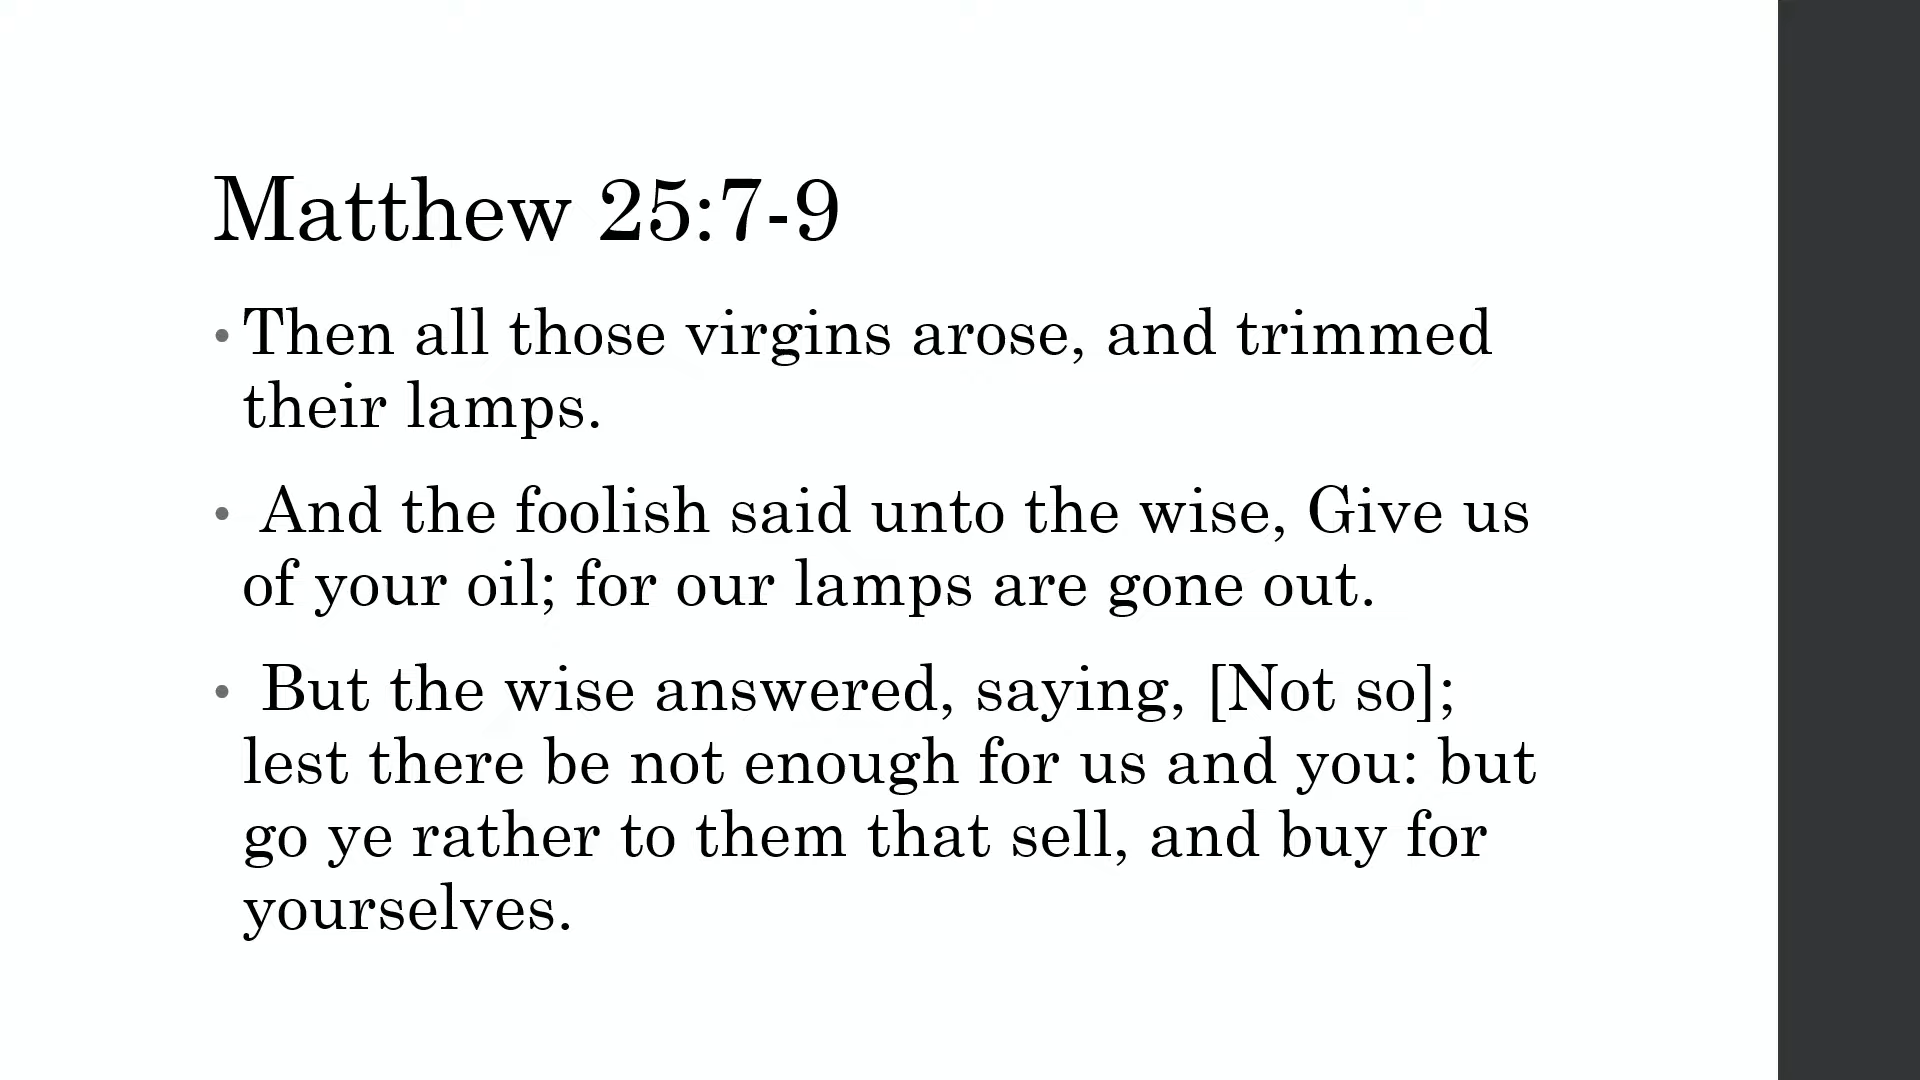 Matthew 25:7-9
• Then all those virgins arose, and trimmed
their lamps.
• And the foolish said unto the wise, Give us
of your oil; for our lamps are gone out.
• But the wise answered, saying, [Not so];
lest there be not enough for us and you: but
go ye rather to them that sell, and buy for
yourselves.